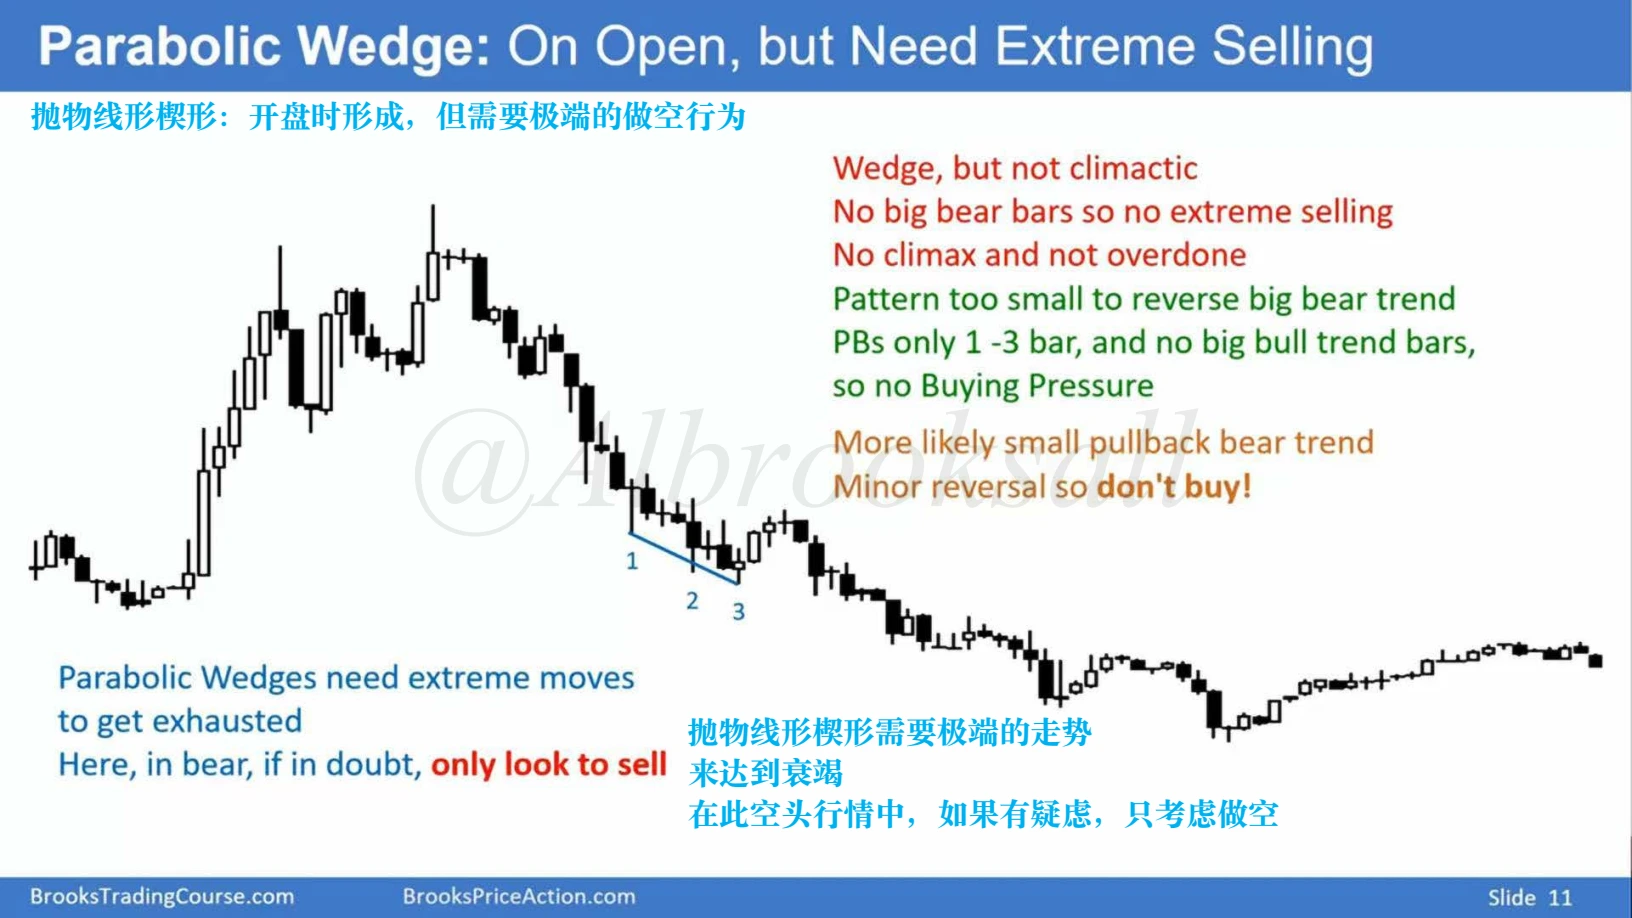 Parabolic Wedge: On Open, but Need Extreme Selling
抛物线形楔形：开盘时形成，但需要极端的做空行为
Wedge, but not climactic
No big bear bars so no extreme selling
No climax and not overdone
Pattern too small to reverse big bear trend
PBs only 1 -3 bar, and no big bull trend bars,
so no Buying Pressure
@Albrooksall
More likely small pullback bear trend
Minor reversal so don't buy!
1
2
3
Parabolic Wedges need extreme moves
to get exhausted
Here, in bear, if in doubt, only look to sell
抛物线形楔形需要极端的走势
来达到衰竭
在此空头行情中，如果有疑虑，只考虑做空
BrooksTradingCourse.com
BrooksPriceAction.com
Slide 11